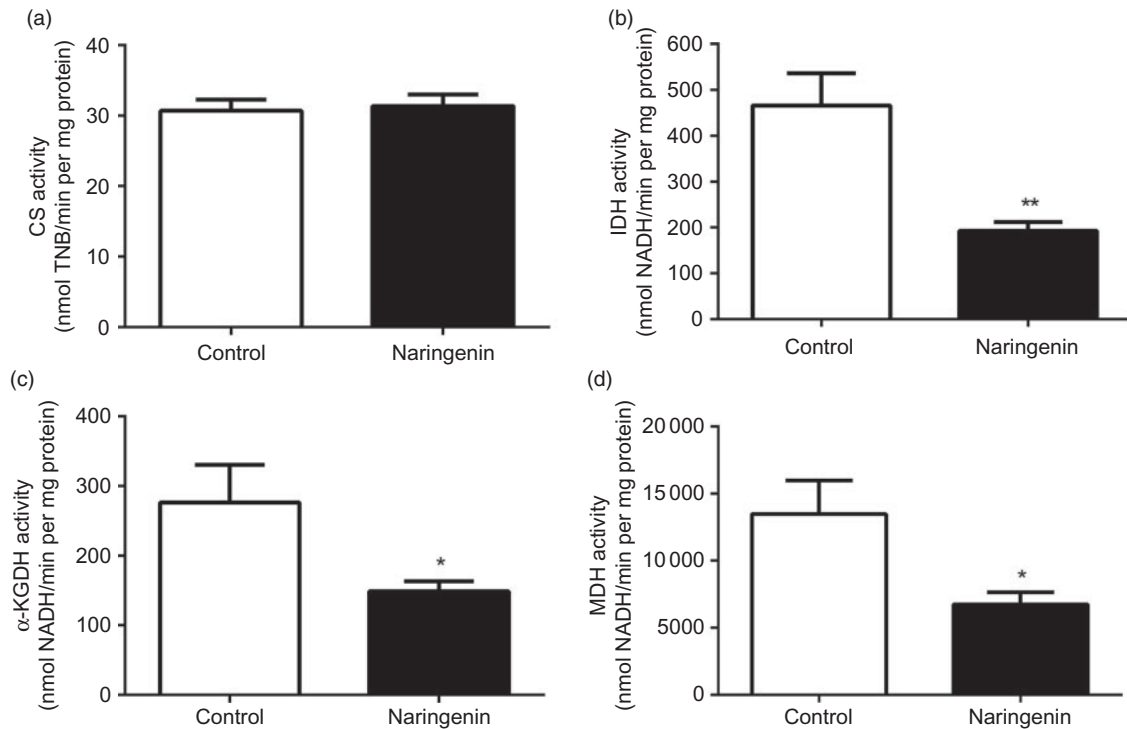 (a)
CS activity
(nmol TNB/min per mg protein)
40
30
20
10
0
Control
Naringenin
(b)
IDH activity
(nmol NADH/min per mg protein)
600
500
400
300
200
100
0
**
Control
Naringenin
(c)
α-KGDH activity
(nmol NADH/min per mg protein)
400
300
200
100
0
*
Control
Naringenin
(d)
MDH activity
(nmol NADH/min per mg protein)
20 000
15 000
10 000
5000
0
*
Control
Naringenin